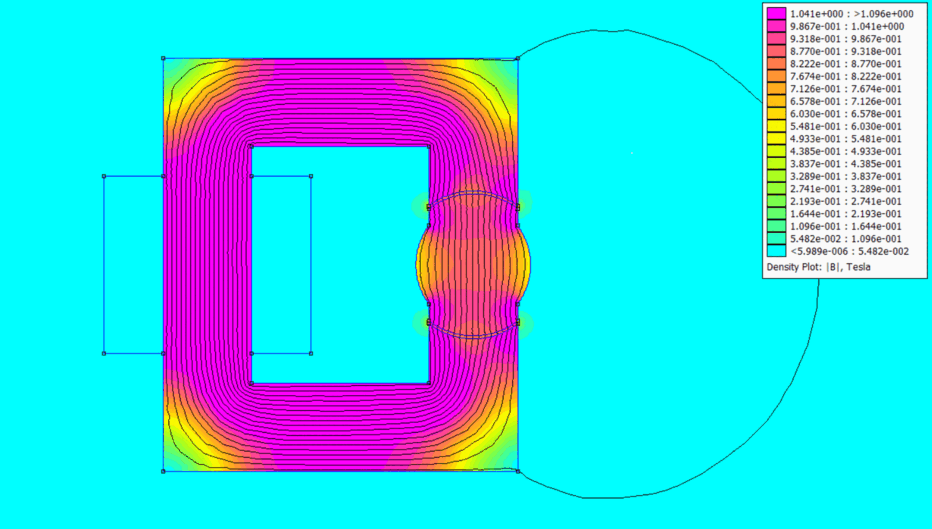 1.041e+000 : >1.096e+000
9.867e-001 : 1.041e+000
9.318e-001 : 9.867e-001
8.770e-001 : 9.318e-001
8.222e-001 : 8.770e-001
7.674e-001 : 8.222e-001
7.126e-001 : 7.674e-001
6.578e-001 : 7.126e-001
6.030e-001 : 6.578e-001
5.481e-001 : 6.030e-001
4.933e-001 : 5.481e-001
4.385e-001 : 4.933e-001
3.837e-001 : 4.385e-001
3.289e-001 : 3.837e-001
2.741e-001 : 3.289e-001
2.193e-001 : 2.741e-001
1.644e-001 : 2.193e-001
1.096e-001 : 1.644e-001
5.482e-002 : 1.096e-001
<5.989e-006 : 5.482e-002
Density Plot: |B|, Tesla